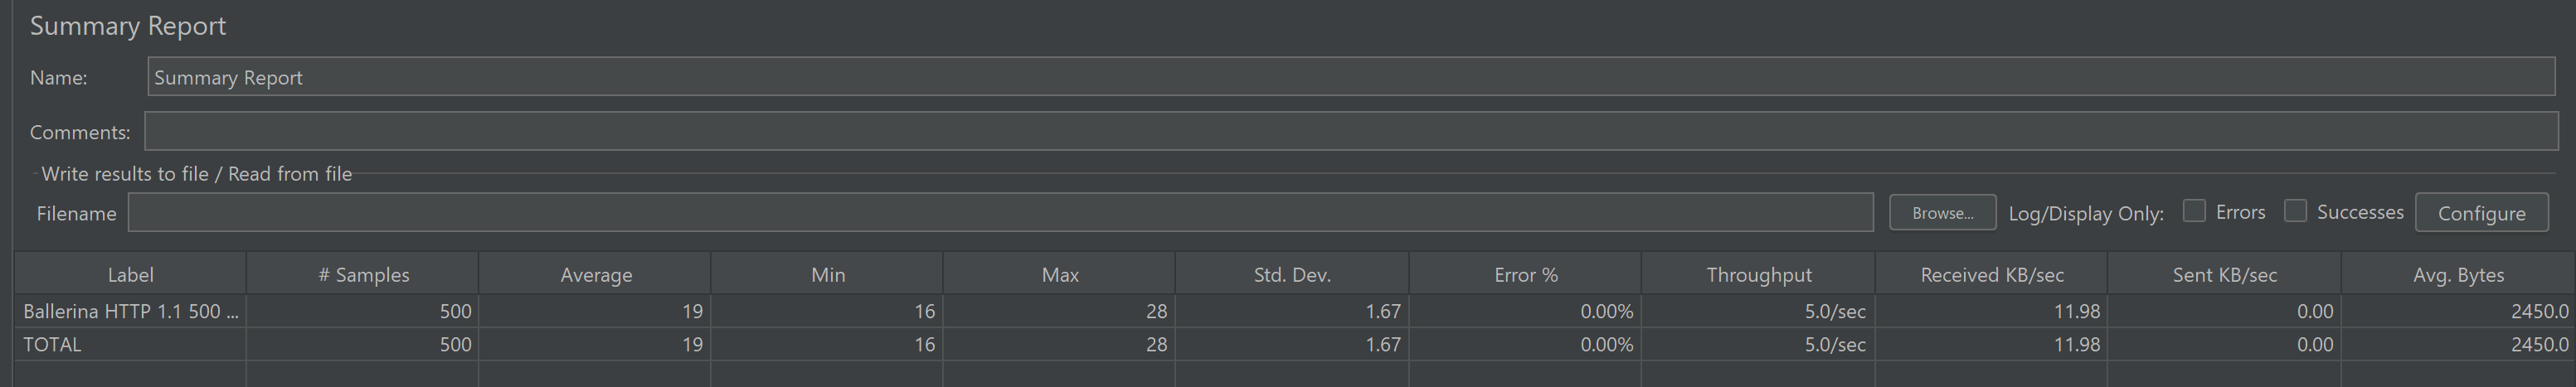 Summary Report
Name: Summary Report
Comments:
Write results to file / Read from file
Filename Browse... Log/Display Only: Errors Successes Configure
Label # Samples Average Min Max Std. Dev. Error % Throughput Received KB/sec Sent KB/sec Avg. Bytes
Ballerina HTTP 1.1 500 ... 500 19 16 28 1.67 0.00% 5.0/sec 11.98 0.00 2450.0
TOTAL 500 19 16 28 1.67 0.00% 5.0/sec 11.98 0.00 2450.0